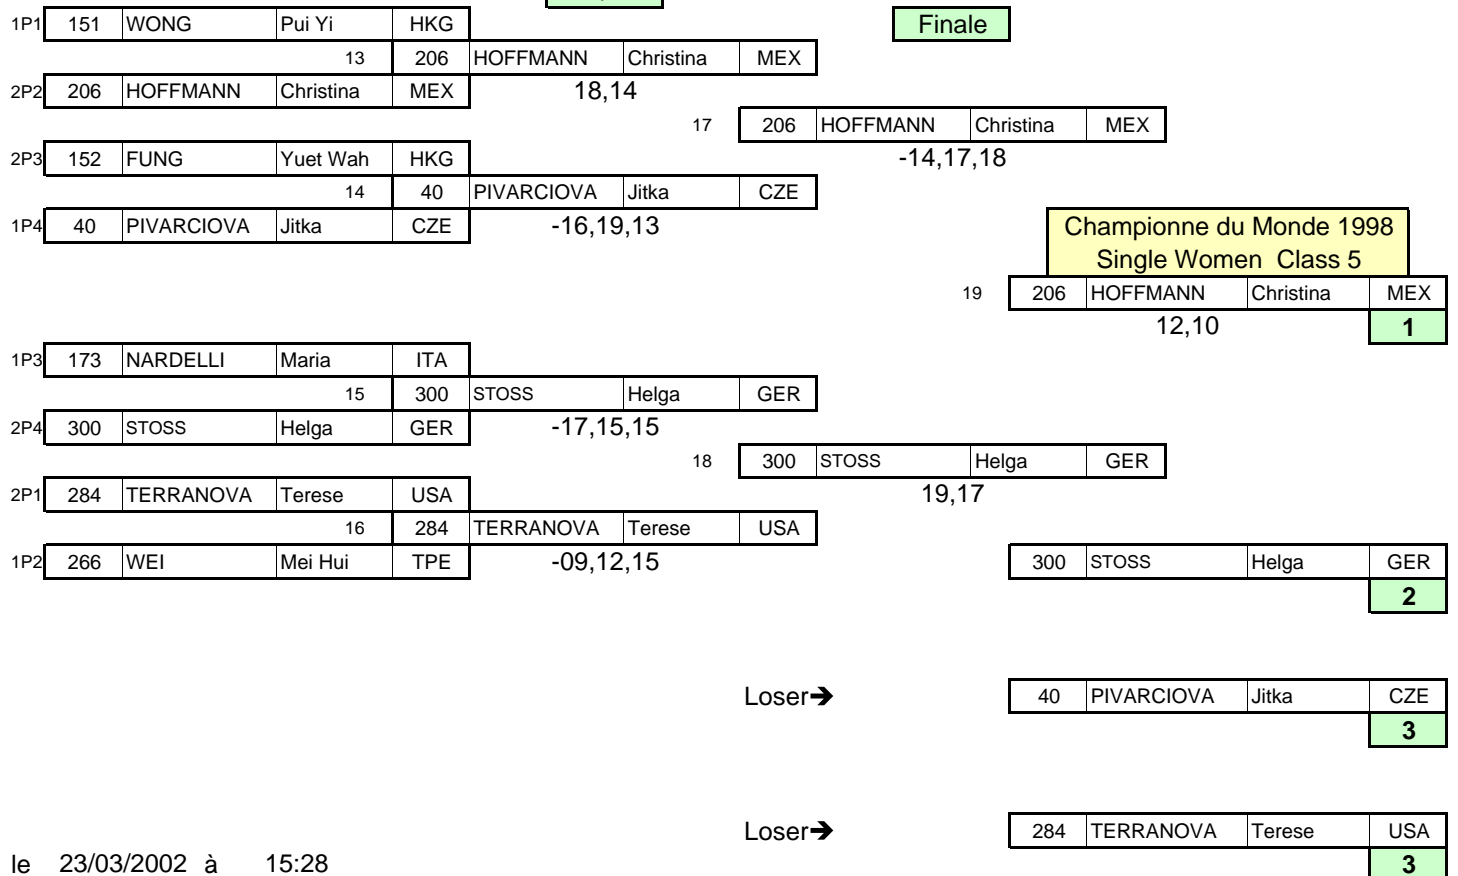 1P1 151 WONG Pui Yi HKG Finale
13 206 HOFFMANN Christina MEX
2P2 206 HOFFMANN Christina MEX 18,14
17 206 HOFFMANN Christina MEX
2P3 152 FUNG Yuet Wah HKG -14,17,18
14 40 PIVARCIOVA Jitka CZE
1P4 40 PIVARCIOVA Jitka CZE -16,19,13 Championne du Monde 1998
Single Women Class 5
19 206 HOFFMANN Christina MEX
12,10 1
1P3 173 NARDELLI Maria ITA
15 300 STOSS Helga GER
2P4 300 STOSS Helga GER -17,15,15
18 300 STOSS Helga GER
2P1 284 TERRANOVA Terese USA 19,17
16 284 TERRANOVA Terese USA
1P2 266 WEI Mei Hui TPE -09,12,15 300 STOSS Helga GER
2
Loser➔ 40 PIVARCIOVA Jitka CZE
3
Loser➔ 284 TERRANOVA Terese USA
le 23/03/2002 à 15:28 3